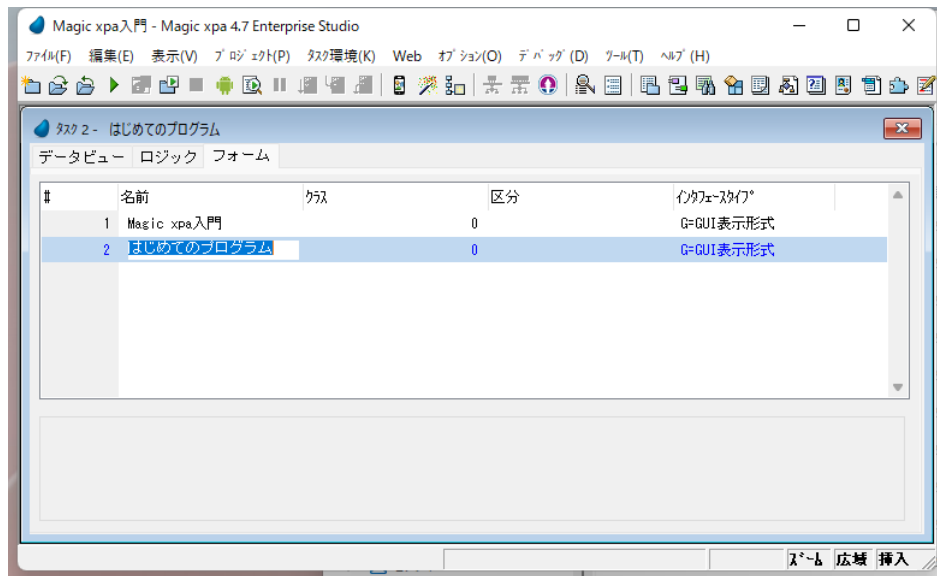 Magic xpa入門 - Magic xpa 4.7 Enterprise Studio
ファイル(F) 編集(E) 表示(V) プロジェクト(P) タスク環境(K) Web オプション(O) デバッグ(D) ツール(T) ヘルプ(H)
タスク 2 - はじめてのプログラム
データビュー ロジック フォーム
# 名前 クラス 区分 インタフェースタイプ
1 Magic xpa入門 0 G=GUI表示形式
2 はじめてのプログラム 0 G=GUI表示形式
ズーム 広域 挿入